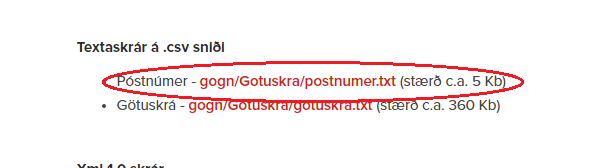 Textaskrár á .csv sniði
Póstnúmer - gogn/Gotuskra/postnumer.txt (stærð c.a. 5 Kb)
Götuskrá - gogn/Gotuskra/gotuskra.txt (stærð c.a. 360 Kb)